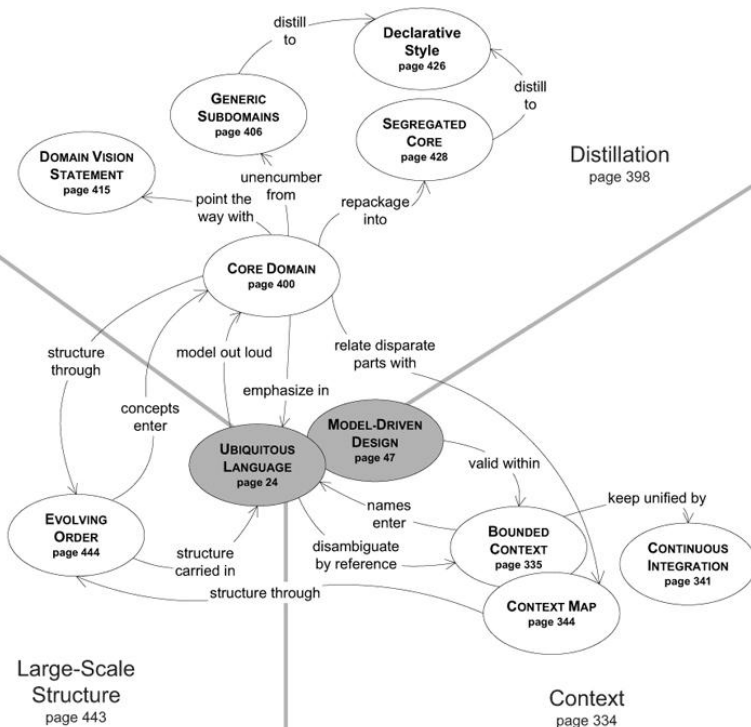 distill
to
DECLARATIVE
STYLE
page 426
GENERIC
SUBDOMAINS
page 406
distill
to
SEGREGATED
CORE
page 428
Distillation
page 398
DOMAIN VISION
STATEMENT
page 415
unencumber
from
point the
way with
repackage
into
CORE DOMAIN
page 400
structure
through
model out loud
relate disparate
parts with
concepts
enter
emphasize in
MODEL-DRIVEN
DESIGN
page 47
UBIQUITOUS
LANGUAGE
page 24
valid within
names
enter
keep unified by
EVOLVING
ORDER
page 444
structure
carried in
disambiguate
by reference
BOUNDED
CONTEXT
page 335
CONTINUOUS
INTEGRATION
page 341
structure through
CONTEXT MAP
page 344
Large-Scale
Structure
page 443
Context
page 334